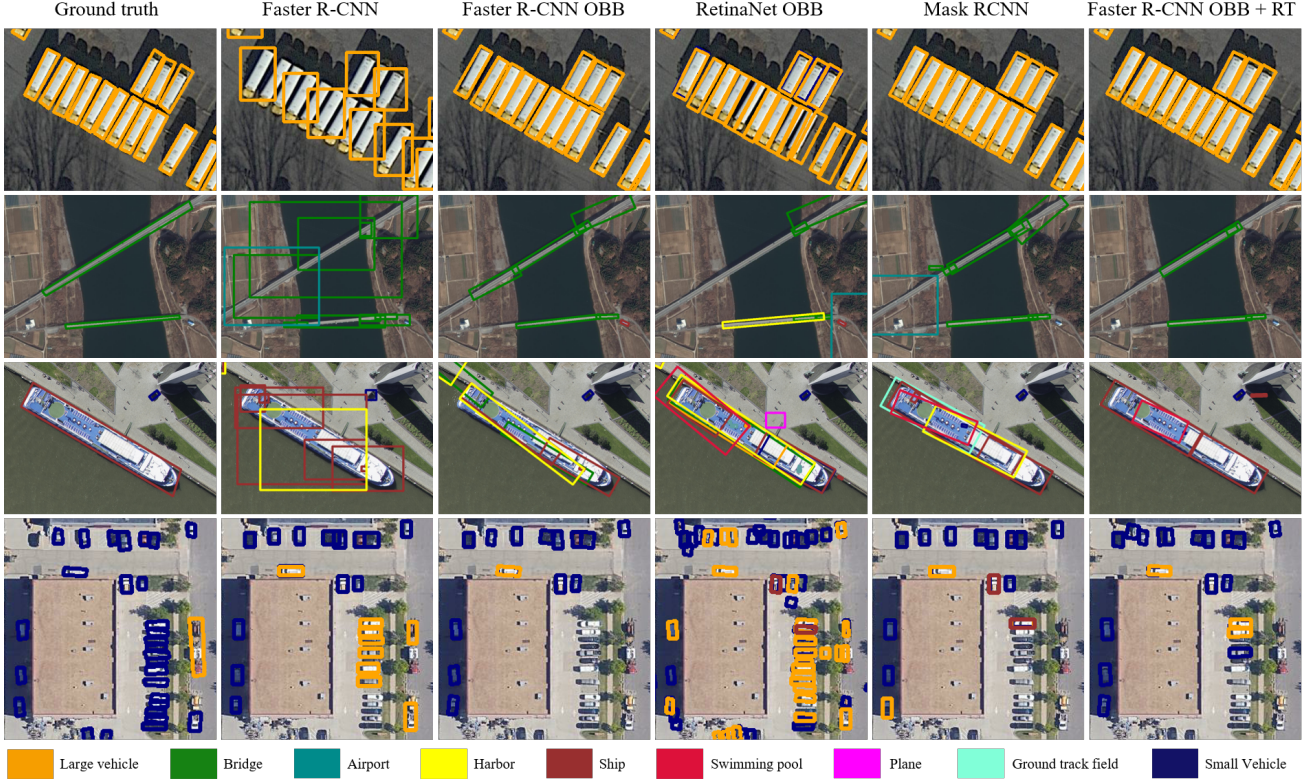 Ground truth Faster R-CNN Faster R-CNN OBB RetinaNet OBB Mask RCNN Faster R-CNN OBB + RT
Large vehicle Bridge Airport Harbor Ship Swimming pool Plane Ground track field Small Vehicle